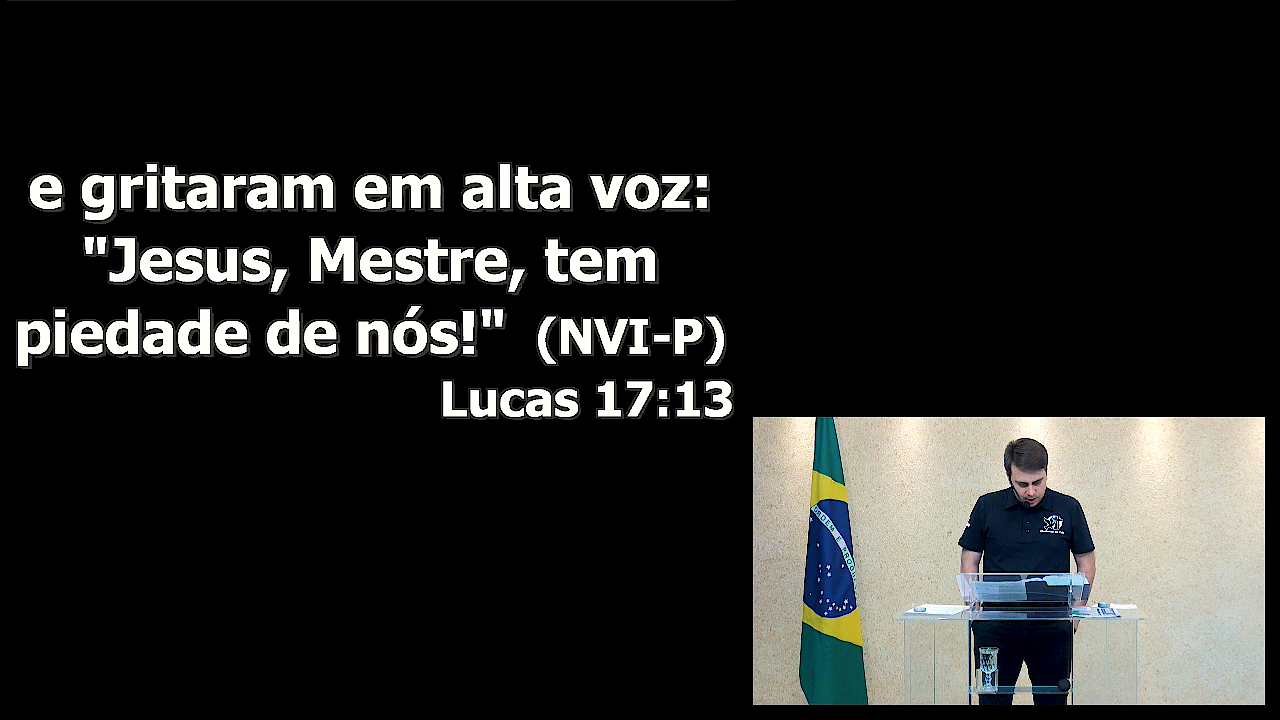 e gritaram em alta voz:
"Jesus, Mestre, tem
piedade de nós!" (NVI-P)
Lucas 17:13